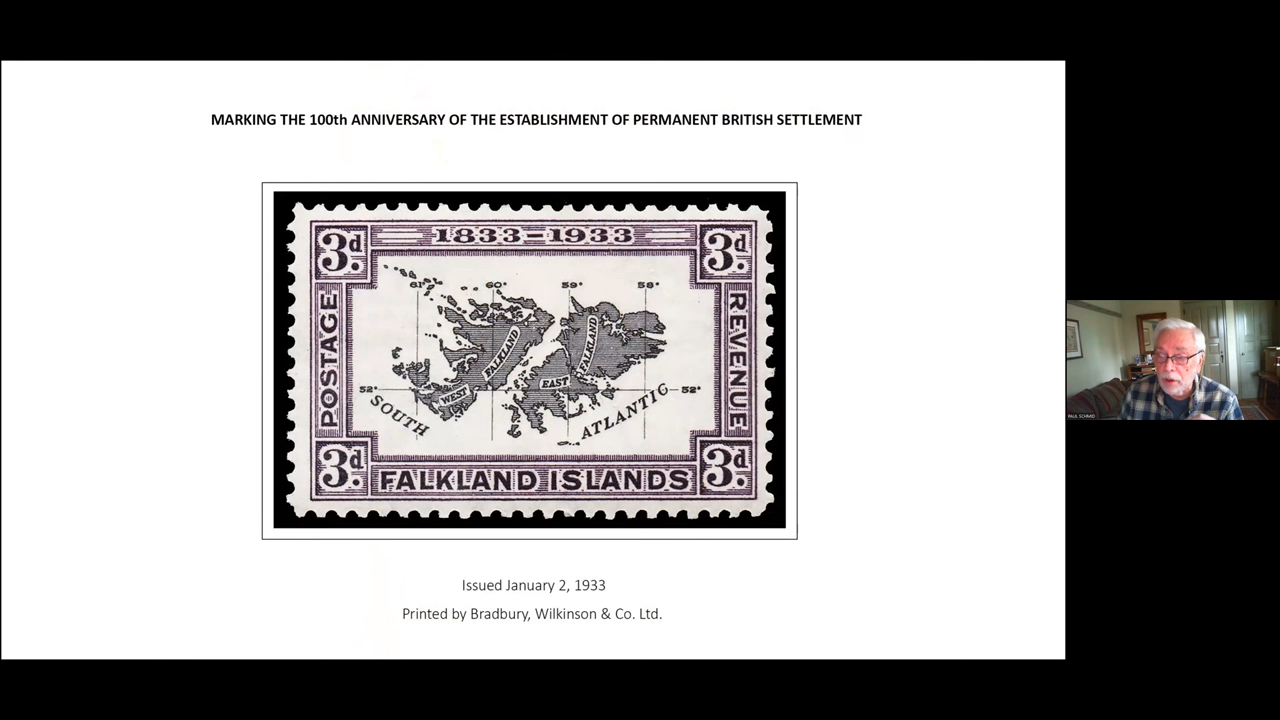 MARKING THE 100th ANNIVERSARY OF THE ESTABLISHMENT OF PERMANENT BRITISH SETTLEMENT
3d.
1833-1933
3d.
POSTAGE
REVENUE
61°
60°
59°
58°
WEST FALKLAND
EAST FALKLAND
52°
52°
SOUTH ATLANTIC
3d.
FALKLAND ISLANDS
3d.
Issued January 2, 1933
Printed by Bradbury, Wilkinson & Co. Ltd.
PAUL SCHMID